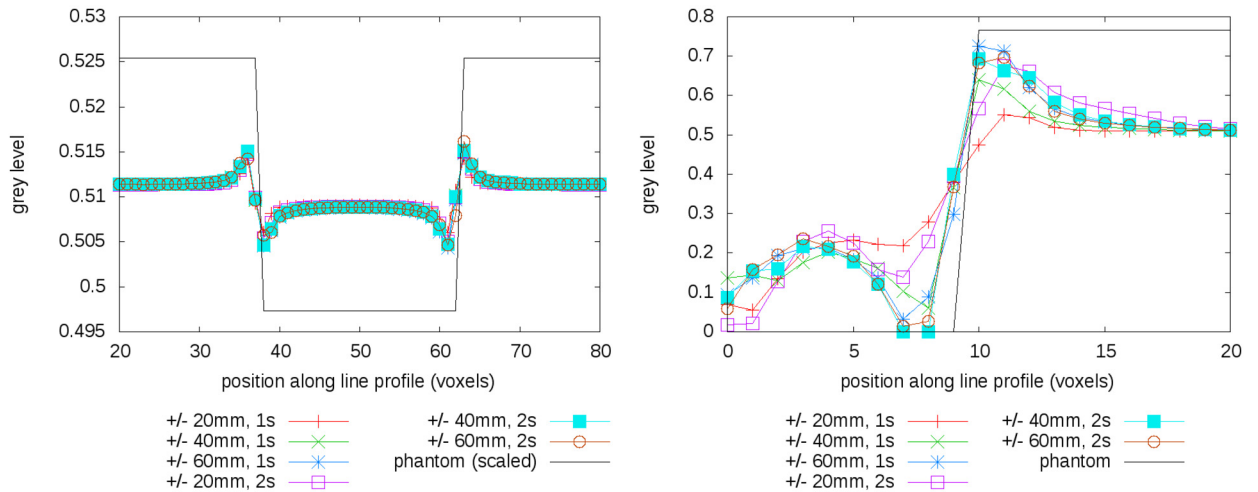 0.53
0.525
0.52
0.515
0.51
0.505
0.5
0.495
grey level
20 30 40 50 60 70 80
position along line profile (voxels)
+/- 20mm, 1s
+/- 40mm, 1s
+/- 60mm, 1s
+/- 20mm, 2s
+/- 40mm, 2s
+/- 60mm, 2s
phantom (scaled)
0.8
0.7
0.6
0.5
0.4
0.3
0.2
0.1
0
grey level
0 5 10 15 20
position along line profile (voxels)
+/- 20mm, 1s
+/- 40mm, 1s
+/- 60mm, 1s
+/- 20mm, 2s
+/- 40mm, 2s
+/- 60mm, 2s
phantom